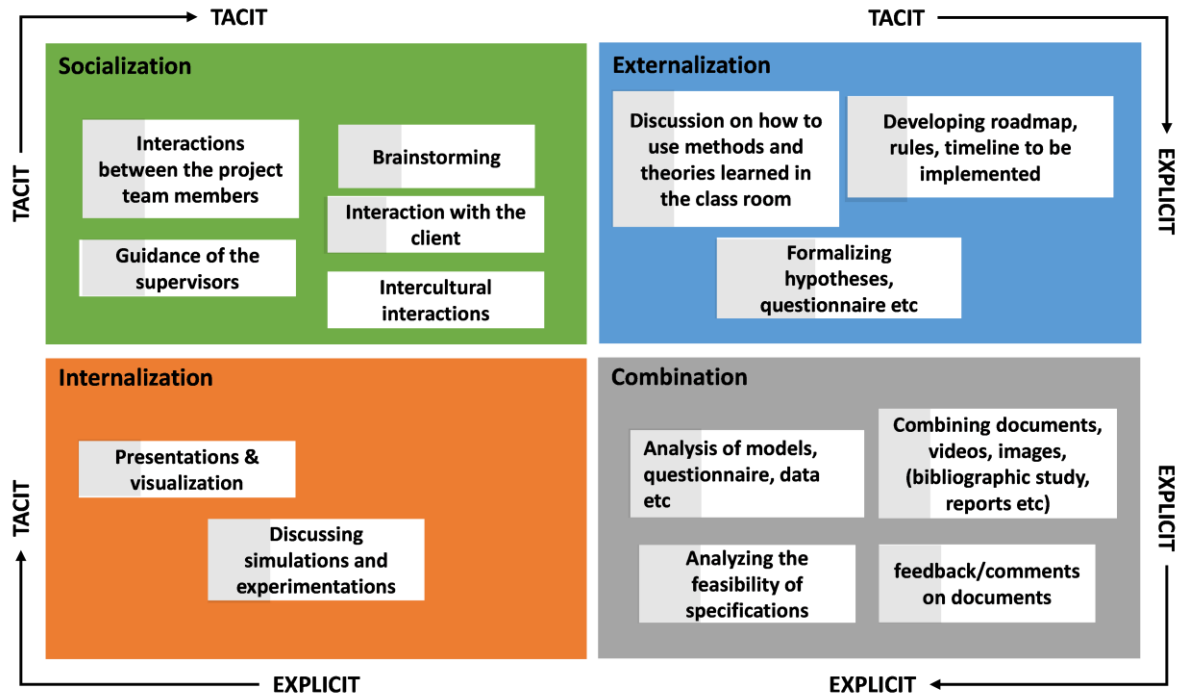 TACIT
TACIT
TACIT
EXPLICIT
Socialization
Interactions
between the project
team members
Brainstorming
Interaction with the
client
Guidance of the
supervisors
Intercultural
interactions
Externalization
Discussion on how to
use methods and
theories learned in
the class room
Developing roadmap,
rules, timeline to be
implemented
Formalizing
hypotheses,
questionnaire etc
Internalization
Presentations &
visualization
Discussing
simulations and
experimentations
Combination
Analysis of models,
questionnaire, data
etc
Combining documents,
videos, images,
(bibliographic study,
reports etc)
Analyzing the
feasibility of
specifications
feedback/comments
on documents
TACIT
EXPLICIT
EXPLICIT
EXPLICIT